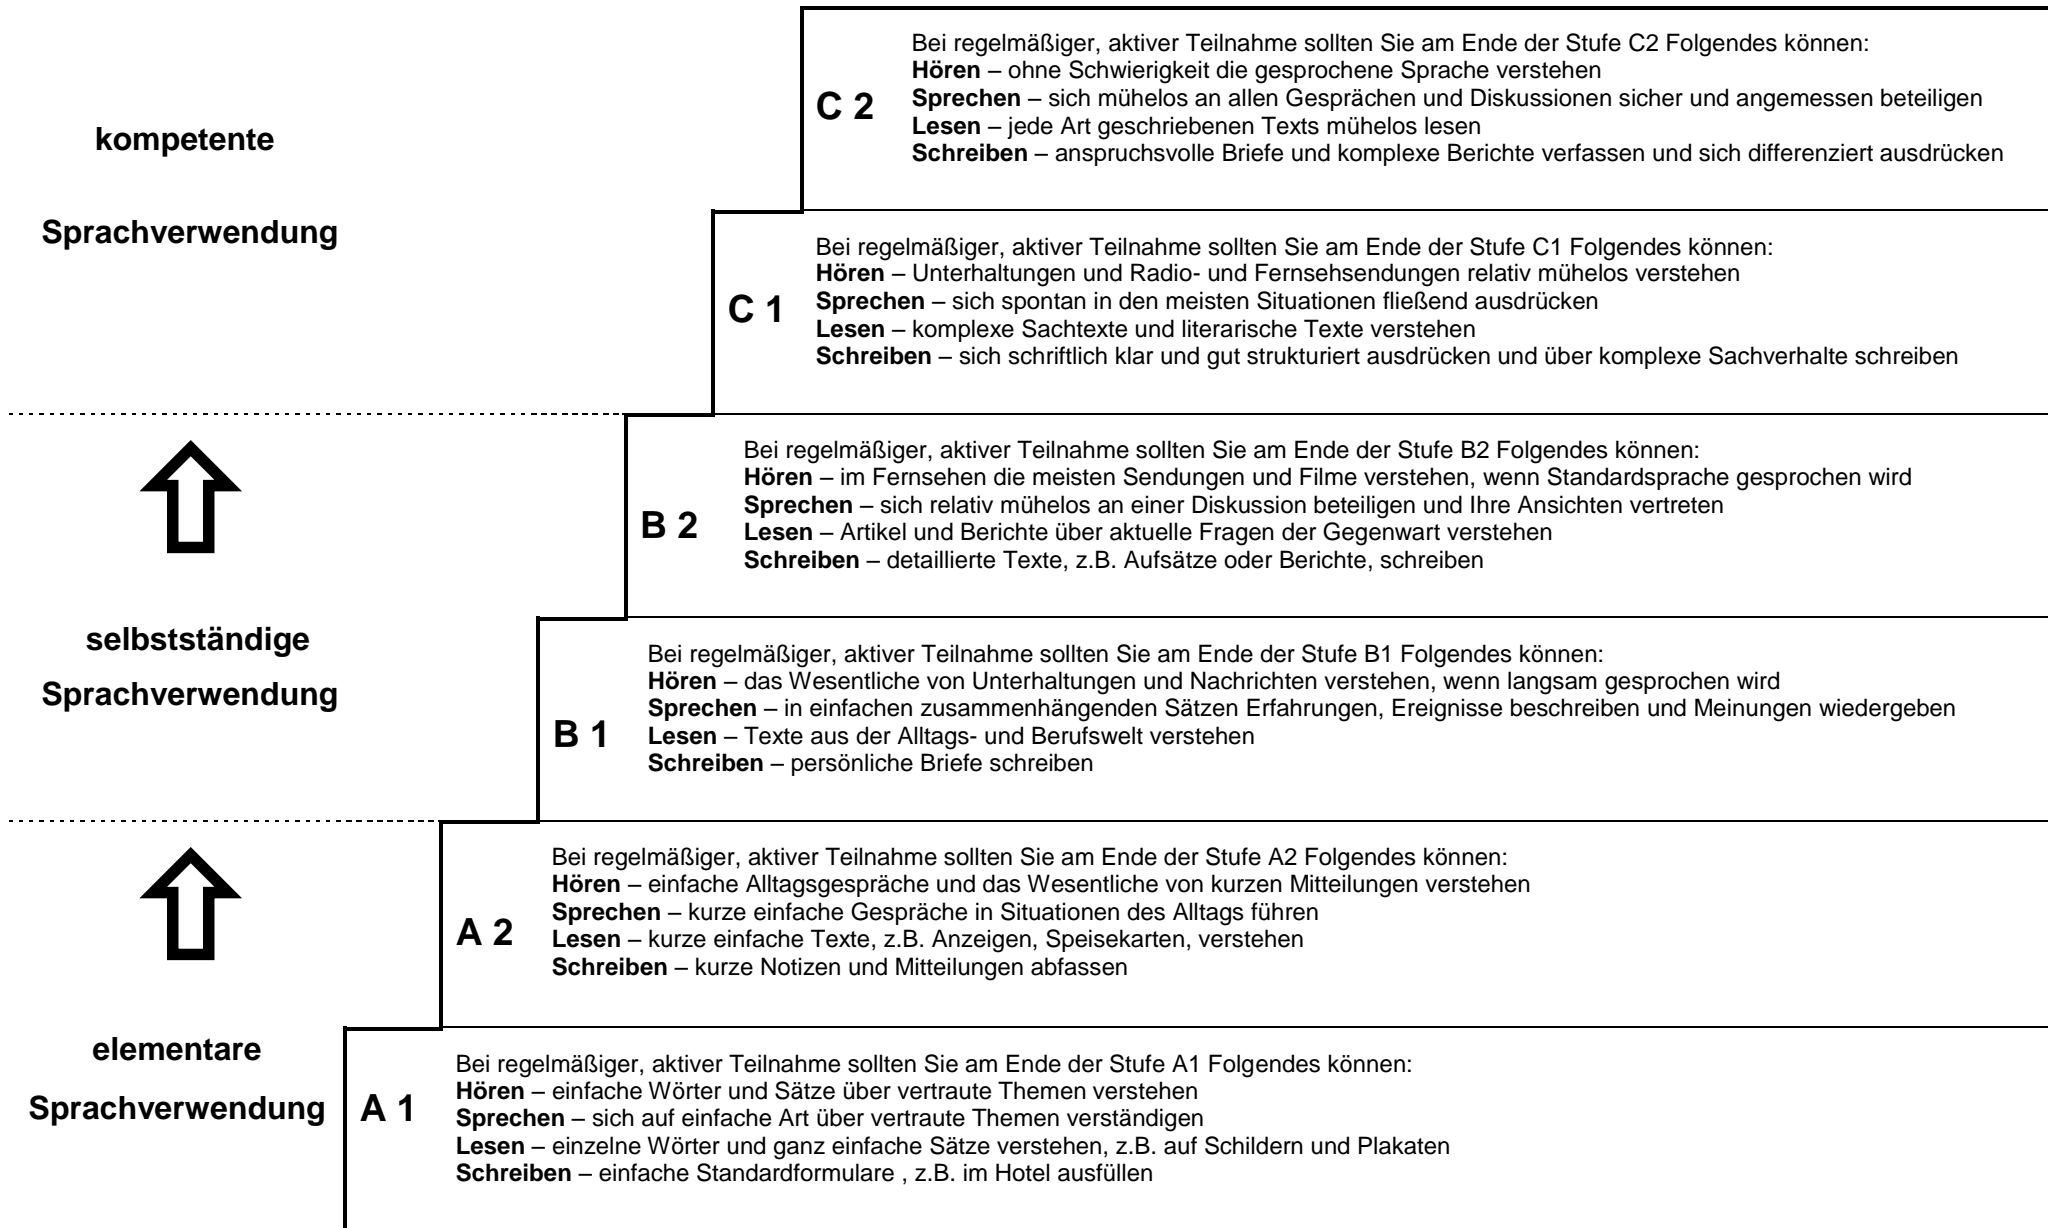 kompetente
Sprachverwendung
C 2
Bei regelmäßiger, aktiver Teilnahme sollten Sie am Ende der Stufe C2 Folgendes können:
Hören – ohne Schwierigkeit die gesprochene Sprache verstehen
Sprechen – sich mühelos an allen Gesprächen und Diskussionen sicher und angemessen beteiligen
Lesen – jede Art geschriebenen Texts mühelos lesen
Schreiben – anspruchsvolle Briefe und komplexe Berichte verfassen und sich differenziert ausdrücken
C 1
Bei regelmäßiger, aktiver Teilnahme sollten Sie am Ende der Stufe C1 Folgendes können:
Hören – Unterhaltungen und Radio- und Fernsehsendungen relativ mühelos verstehen
Sprechen – sich spontan in den meisten Situationen fließend ausdrücken
Lesen – komplexe Sachtexte und literarische Texte verstehen
Schreiben – sich schriftlich klar und gut strukturiert ausdrücken und über komplexe Sachverhalte schreiben
selbstständige
Sprachverwendung
B 2
Bei regelmäßiger, aktiver Teilnahme sollten Sie am Ende der Stufe B2 Folgendes können:
Hören – im Fernsehen die meisten Sendungen und Filme verstehen, wenn Standardsprache gesprochen wird
Sprechen – sich relativ mühelos an einer Diskussion beteiligen und Ihre Ansichten vertreten
Lesen – Artikel und Berichte über aktuelle Fragen der Gegenwart verstehen
Schreiben – detaillierte Texte, z.B. Aufsätze oder Berichte, schreiben
B 1
Bei regelmäßiger, aktiver Teilnahme sollten Sie am Ende der Stufe B1 Folgendes können:
Hören – das Wesentliche von Unterhaltungen und Nachrichten verstehen, wenn langsam gesprochen wird
Sprechen – in einfachen zusammenhängenden Sätzen Erfahrungen, Ereignisse beschreiben und Meinungen wiedergeben
Lesen – Texte aus der Alltags- und Berufswelt verstehen
Schreiben – persönliche Briefe schreiben
elementare
Sprachverwendung
A 2
Bei regelmäßiger, aktiver Teilnahme sollten Sie am Ende der Stufe A2 Folgendes können:
Hören – einfache Alltagsgespräche und das Wesentliche von kurzen Mitteilungen verstehen
Sprechen – kurze einfache Gespräche in Situationen des Alltags führen
Lesen – kurze einfache Texte, z.B. Anzeigen, Speisekarten, verstehen
Schreiben – kurze Notizen und Mitteilungen abfassen
A 1
Bei regelmäßiger, aktiver Teilnahme sollten Sie am Ende der Stufe A1 Folgendes können:
Hören – einfache Wörter und Sätze über vertraute Themen verstehen
Sprechen – sich auf einfache Art über vertraute Themen verständigen
Lesen – einzelne Wörter und ganz einfache Sätze verstehen, z.B. auf Schildern und Plakaten
Schreiben – einfache Standardformulare , z.B. im Hotel ausfüllen